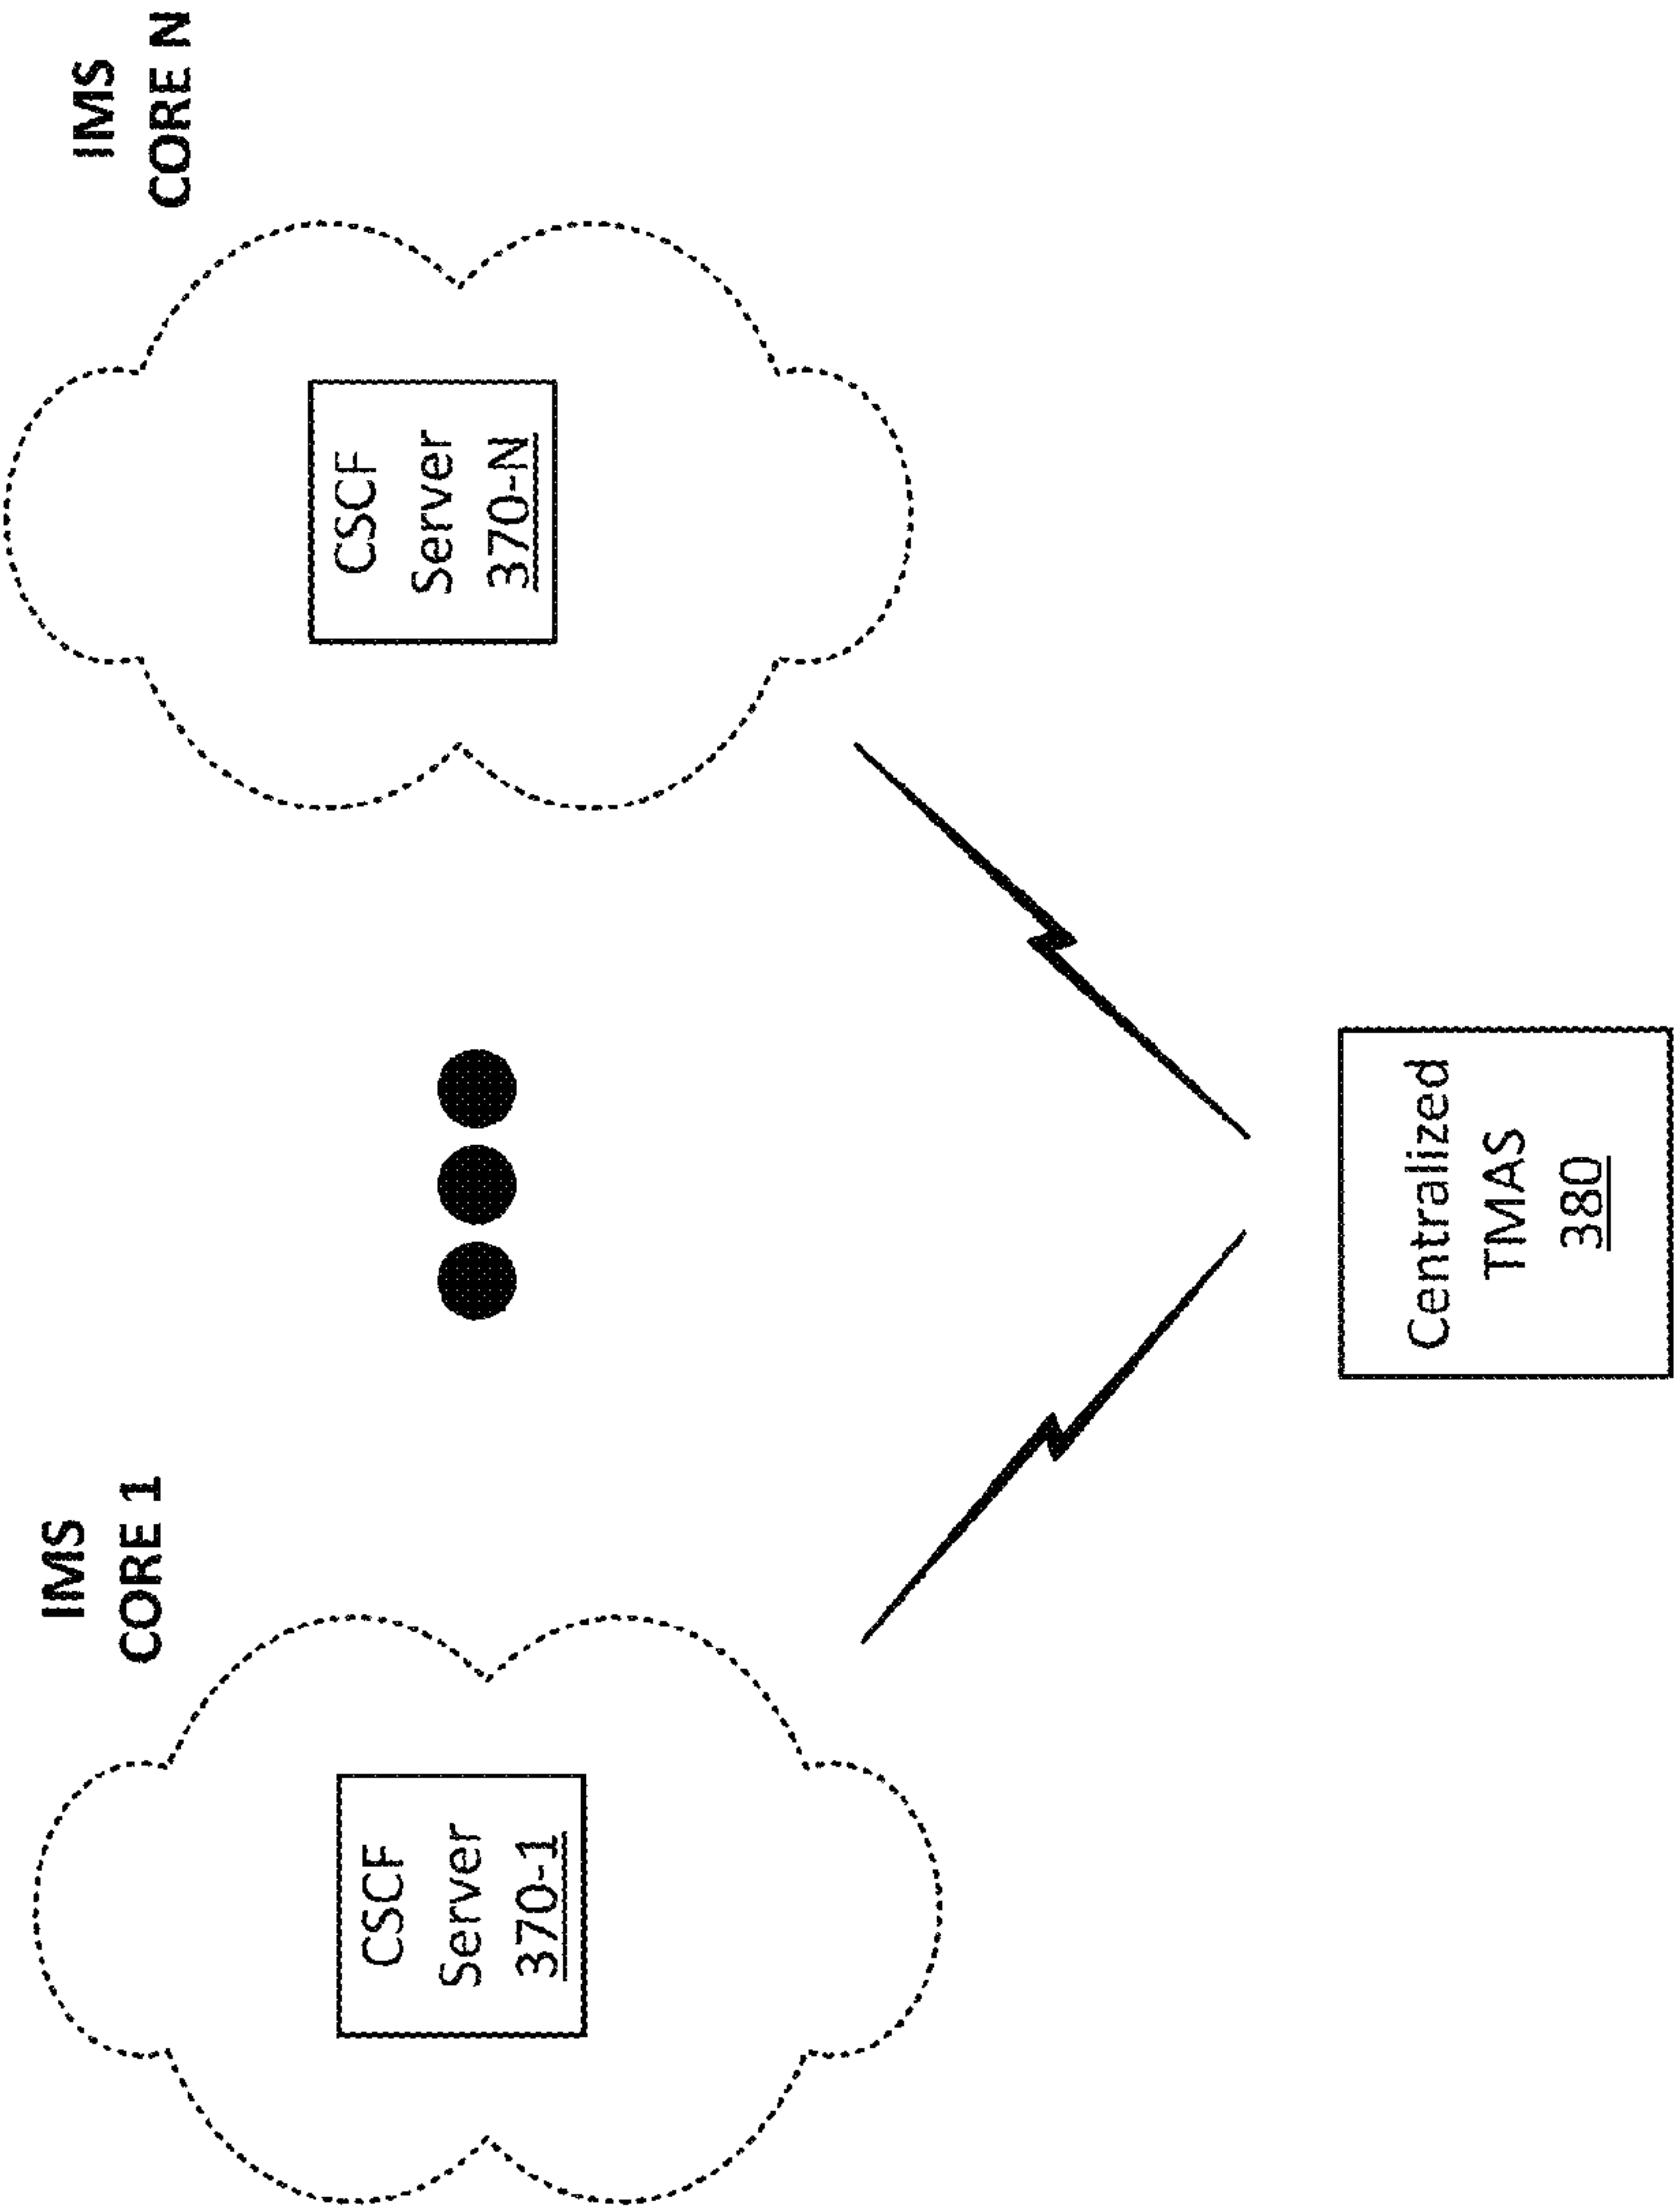 IMS
CORE 1
CSCF
Server
370-1
IMS
CORE N
CSCF
Server
370-N
Centralized
TMAS
380